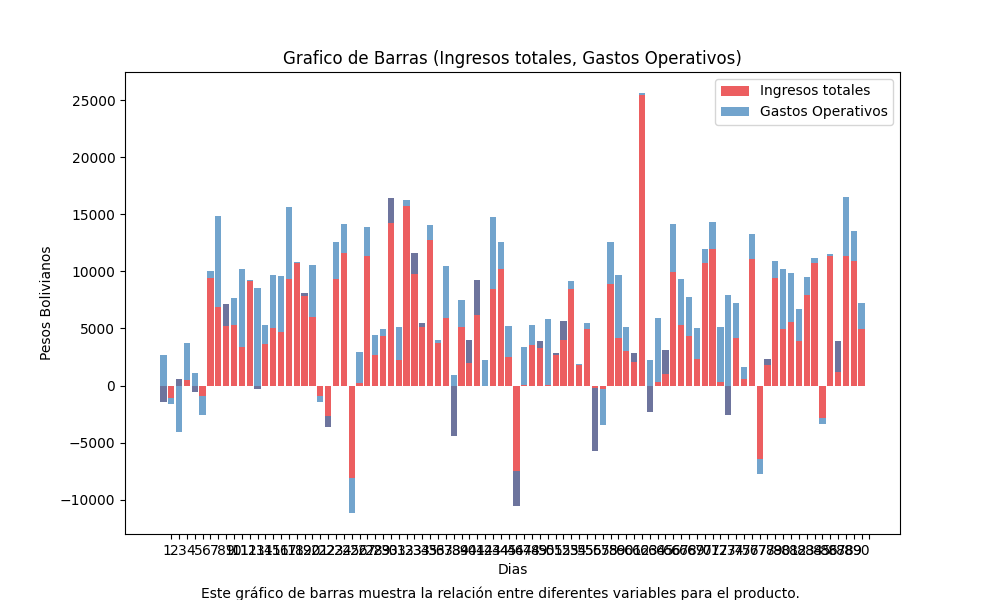 Grafico de Barras (Ingresos totales, Gastos Operativos)
Ingresos totales
Gastos Operativos
25000
20000
15000
10000
5000
0
−5000
−10000
Pesos Bolivianos
Dias
Este gráfico de barras muestra la relación entre diferentes variables para el producto.